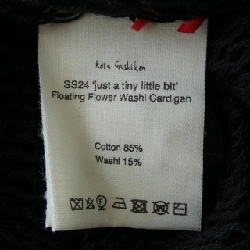 Kota Gushiken
SS24 'just a tiny little bit'
Floating Flower Washi Cardigan
Cotton 85%
Washi 15%